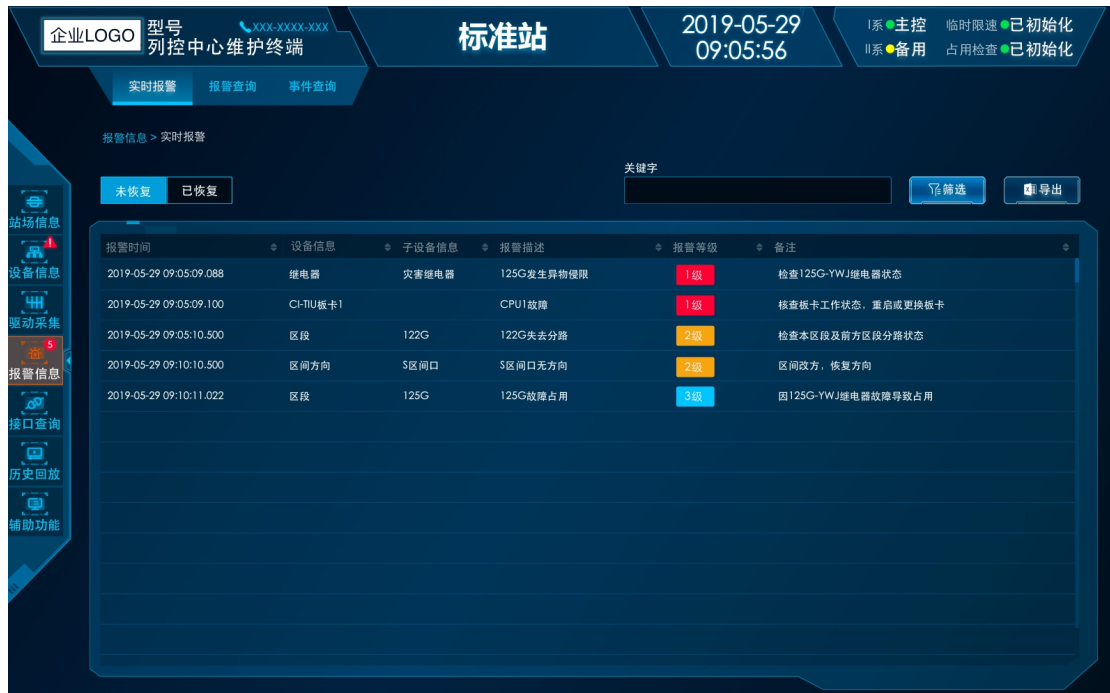 企业LOGO
型号
XXX-XXXX-XXX
列控中心维护终端
标准站
2019-05-29
09:05:56
I系 主控 临时限速 已初始化
II系 备用 占用检查 已初始化
实时报警 报警查询 事件查询
报警信息 > 实时报警
关键字
未恢复 已恢复
筛选 导出
站场信息
设备信息
驱动采集
5
报警信息
接口查询
历史回放
辅助功能
报警时间 设备信息 子设备信息 报警描述 报警等级 备注
2019-05-29 09:05:09.088 继电器 灾害继电器 125G发生异物侵限 1级 检查125G-YWJ继电器状态
2019-05-29 09:05:09.100 CI-TIU板卡1 CPU1故障 1级 核查板卡工作状态，重启或更换板卡
2019-05-29 09:05:10.500 区段 122G 122G失去分路 2级 检查本区段及前方区段分路状态
2019-05-29 09:10:10.500 区间方向 S区间口 S区间口无方向 2级 区间改方，恢复方向
2019-05-29 09:10:11.022 区段 125G 125G故障占用 3级 因125G-YWJ继电器故障导致占用